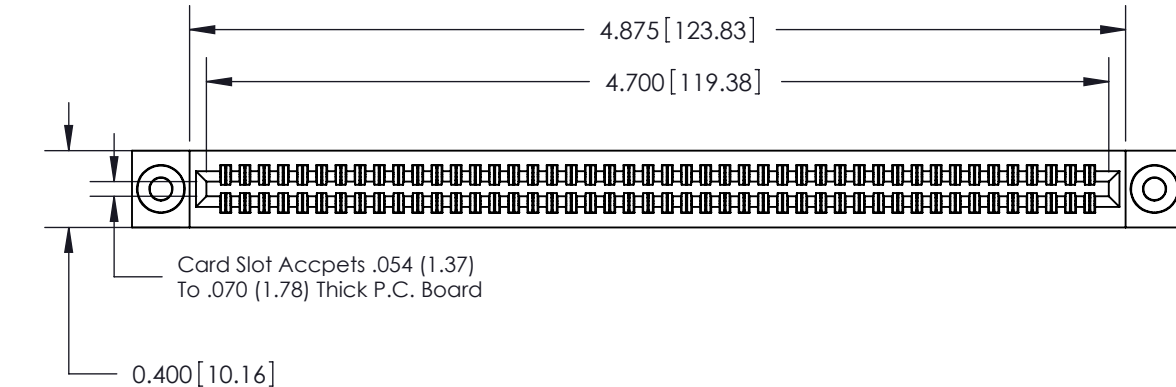 4.875[123.83]
4.700[119.38]
Card Slot Accpets .054 (1.37)
To .070 (1.78) Thick P.C. Board
0.400[10.16]